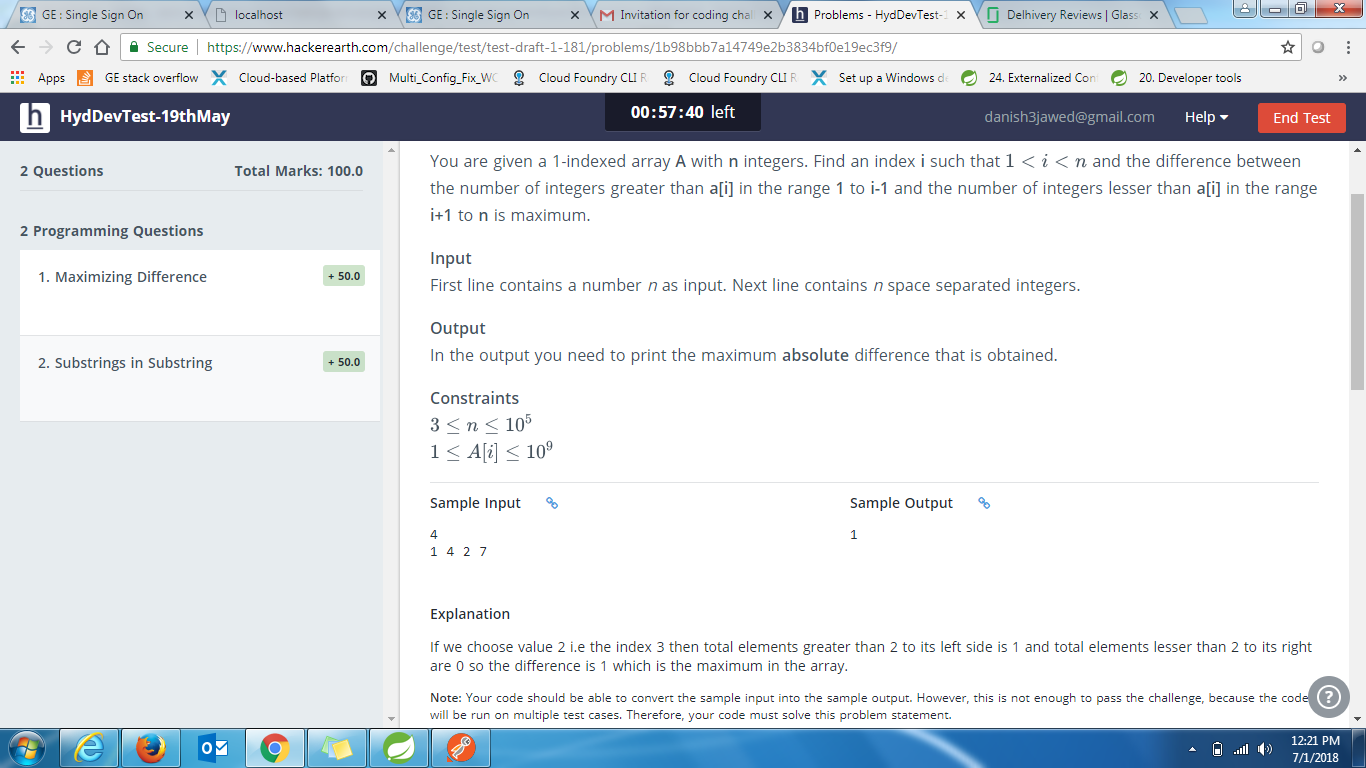 GE : Single Sign On
localhost
GE : Single Sign On
Invitation for coding chal
Problems - HydDevTest-1
Delhivery Reviews | Glass
Secure
https://www.hackerearth.com/challenge/test/test-draft-1-181/problems/1b98bbb7a14749e2b3834bf0e19ec3f9/
Apps
GE stack overflow
Cloud-based Platfor
Multi_Config_Fix_WC
Cloud Foundry CLI R
Cloud Foundry CLI R
Set up a Windows d
24. Externalized Con
20. Developer tools
»
h
HydDevTest-19thMay
00:57:40 left
danish3jawed@gmail.com
Help
End Test
2 Questions
Total Marks: 100.0
2 Programming Questions
1. Maximizing Difference
+ 50.0
2. Substrings in Substring
+ 50.0
You are given a 1-indexed array A with n integers. Find an index i such that 1 < i < n and the difference between
the number of integers greater than a[i] in the range 1 to i-1 and the number of integers lesser than a[i] in the range
i+1 to n is maximum.
Input
First line contains a number n as input. Next line contains n space separated integers.
Output
In the output you need to print the maximum absolute difference that is obtained.
Constraints
3 ≤ n ≤ 10⁵
1 ≤ A[i] ≤ 10⁹
Sample Input
4
1 4 2 7
Sample Output
1
Explanation
If we choose value 2 i.e the index 3 then total elements greater than 2 to its left side is 1 and total elements lesser than 2 to its right
are 0 so the difference is 1 which is the maximum in the array.
Note: Your code should be able to convert the sample input into the sample output. However, this is not enough to pass the challenge, because the code
will be run on multiple test cases. Therefore, your code must solve this problem statement.
?
12:21 PM
7/1/2018